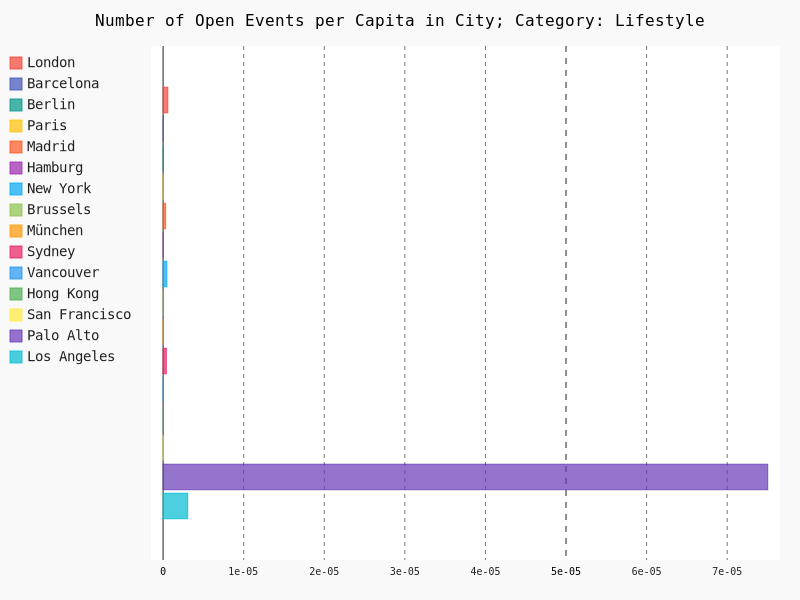 Number of Open Events per Capita in City; Category: Lifestyle
London
Barcelona
Berlin
Paris
Madrid
Hamburg
New York
Brussels
München
Sydney
Vancouver
Hong Kong
San Francisco
Palo Alto
Los Angeles
0 1e-05 2e-05 3e-05 4e-05 5e-05 6e-05 7e-05